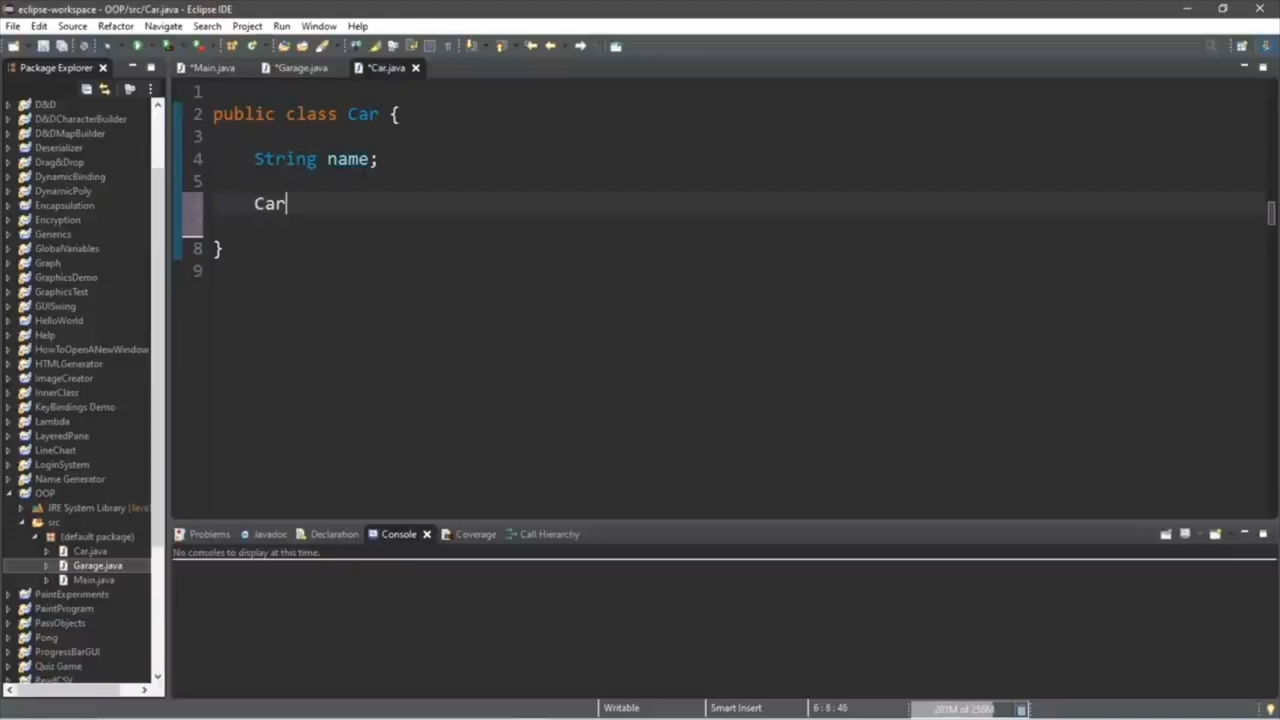 eclipse-workspace - OOP/src/Car.java - Eclipse IDE
File Edit Source Refactor Navigate Search Project Run Window Help
Package Explorer
*Main.java *Garage.java *Car.java
D&D
D&DCharacterBuilder
D&DMapBuilder
Deserializer
Drag&Drop
DynamicBinding
DynamicPoly
Encapsulation
Encryption
Generics
GlobalVariables
Graph
GraphicsDemo
GraphicsTest
GUISwing
HelloWorld
Help
HowToOpenANewWindow
HTMLGenerator
ImageCreator
InnerClass
KeyBindings Demo
Lambda
LayeredPane
LineChart
LoginSystem
Name Generator
OOP
JRE System Library [Java
src
(default package)
Car.java
Garage.java
Main.java
PaintExperiments
PaintProgram
PassObjects
Pong
ProgressBarGUI
Quiz Game
ReadCSV
1
2 public class Car {
3
4 String name;
5
Car
8 }
9
Problems Javadoc Declaration Console Coverage Call Hierarchy
No consoles to display at this time.
Writable Smart Insert 6:8:46 201M of 256M